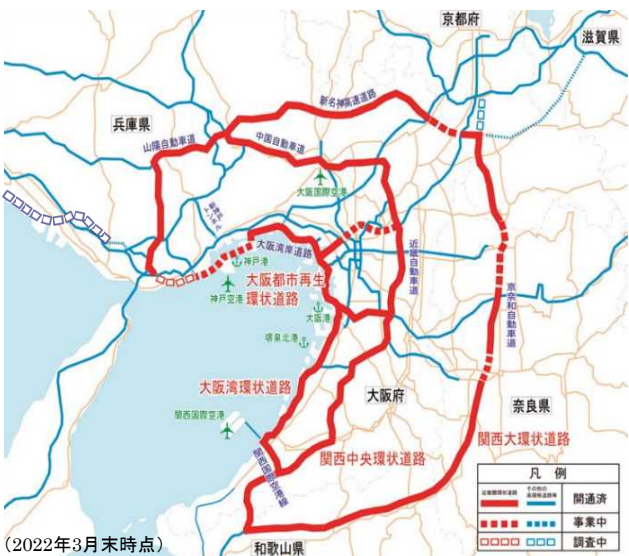 京都府
滋賀県
新名神高速道路
兵庫県
山陽自動車道
中国自動車道
大阪国際空港
大阪湾岸道路
神戸港
大阪都市再生
環状道路
神戸空港
大阪港
堺泉北港
近畿自動車道
京奈和自動車道
大阪湾環状道路
大阪府
奈良県
関西国際空港
関西中央環状道路
関西大環状道路
関西国際空港線
和歌山県
凡例
開通済
事業中
調査中
(2022年3月末時点)